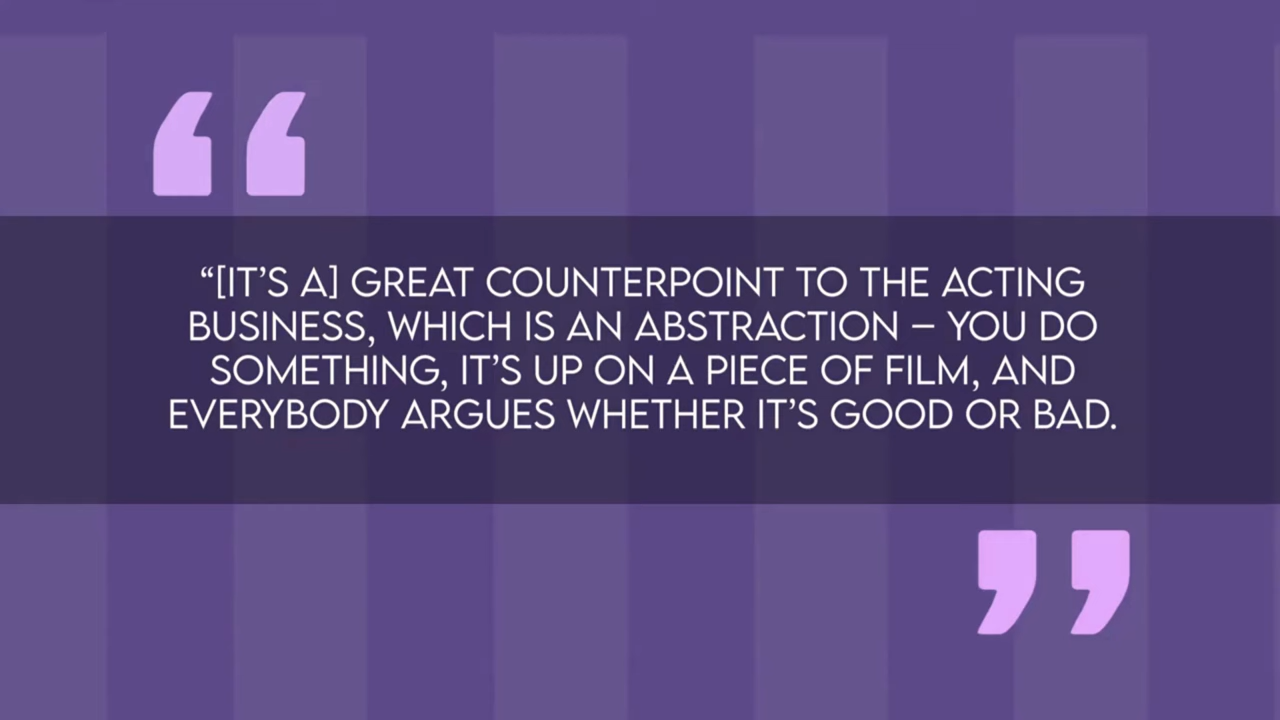 “[IT’S A] GREAT COUNTERPOINT TO THE ACTING
BUSINESS, WHICH IS AN ABSTRACTION – YOU DO
SOMETHING, IT’S UP ON A PIECE OF FILM, AND
EVERYBODY ARGUES WHETHER IT’S GOOD OR BAD.